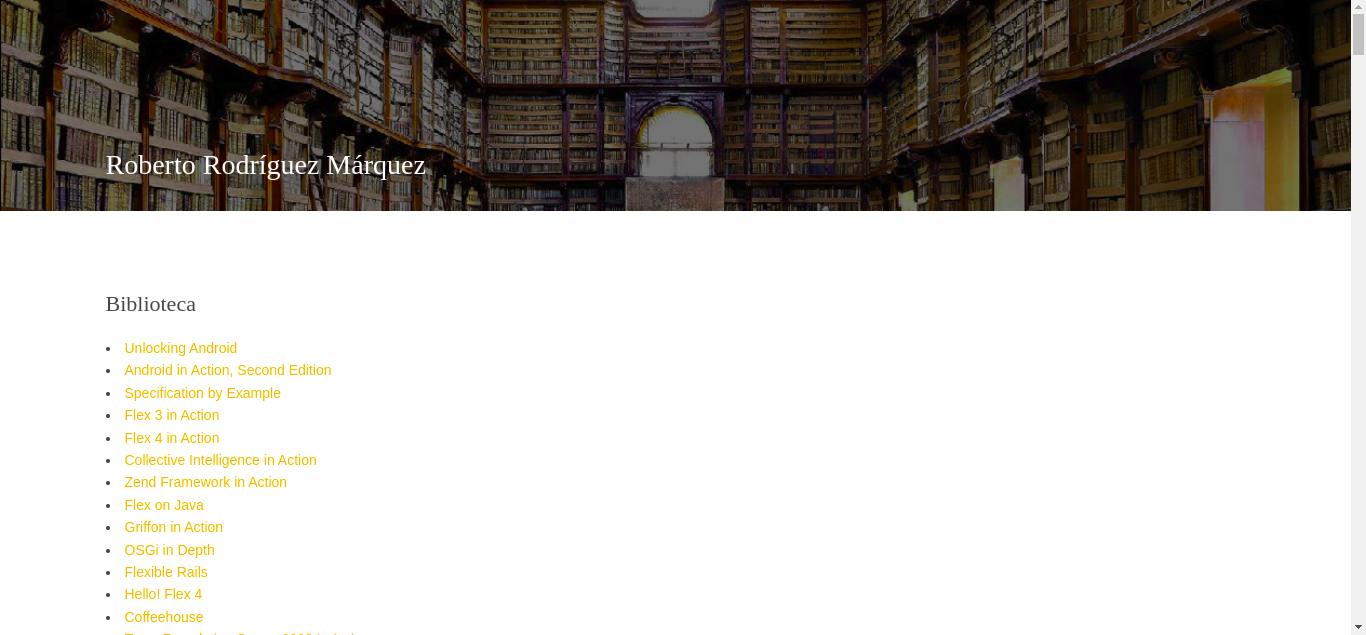 Roberto Rodríguez Márquez
Biblioteca
Unlocking Android
Android in Action, Second Edition
Specification by Example
Flex 3 in Action
Flex 4 in Action
Collective Intelligence in Action
Zend Framework in Action
Flex on Java
Griffon in Action
OSGi in Depth
Flexible Rails
Hello! Flex 4
Coffeehouse